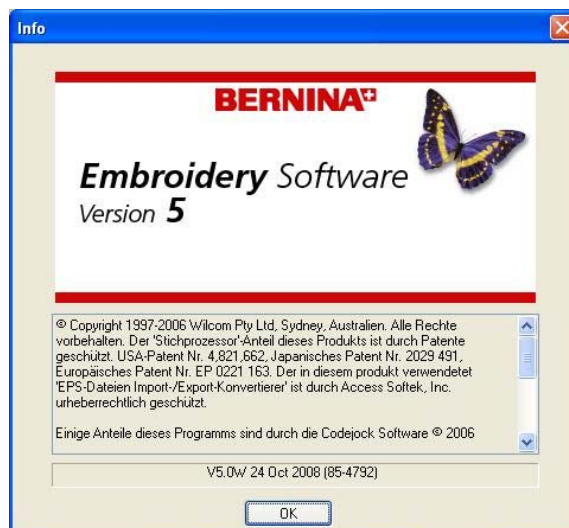 Info
BERNINA
Embroidery Software
Version 5
© Copyright 1997-2006 Wilcom Pty Ltd, Sydney, Australien. Alle Rechte
vorbehalten. Der 'Stichprozessor'-Anteil dieses Produkts ist durch Patente
geschützt. USA-Patent Nr. 4,821,662, Japanisches Patent Nr. 2029 491,
Europäisches Patent Nr. EP 0221 163. Der in diesem produkt verwendetet
'EPS-Dateien Import-/Export-Konvertierer' ist durch Access Softek, Inc.
urheberrechtlich geschützt.
Einige Anteile dieses Programms sind durch die Codejock Software © 2006
V5.0W 24 Oct 2008 (85-4792)
OK